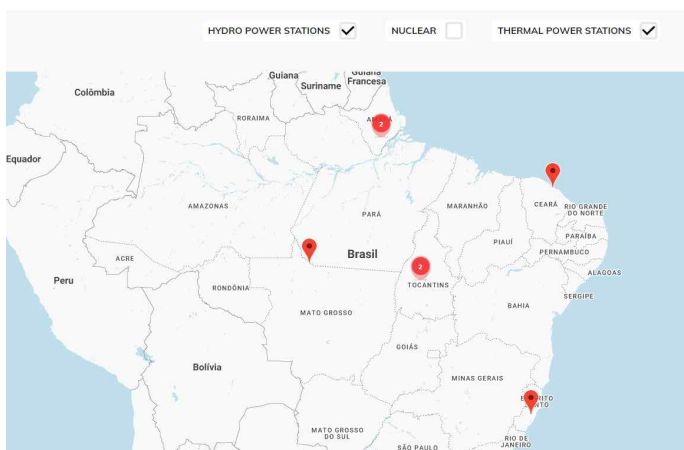 HYDRO POWER STATIONS
NUCLEAR
THERMAL POWER STATIONS
Guiana
Guiana
Francesa
Suriname
Colômbia
RORAIMA
2
Equador
AMAZONAS
PARÁ
MARANHÃO
CEARÁ
RIO GRANDE
DO NORTE
PARAÍBA
PIAUÍ
PERNAMBUCO
ACRE
Brasil
2
ALAGOAS
Peru
RONDÔNIA
TOCANTINS
SERGIPE
BAHIA
MATO GROSSO
GOIÁS
Bolívia
MINAS GERAIS
MATO GROSSO
DO SUL
RIO DE
JANEIRO
SÃO PAULO